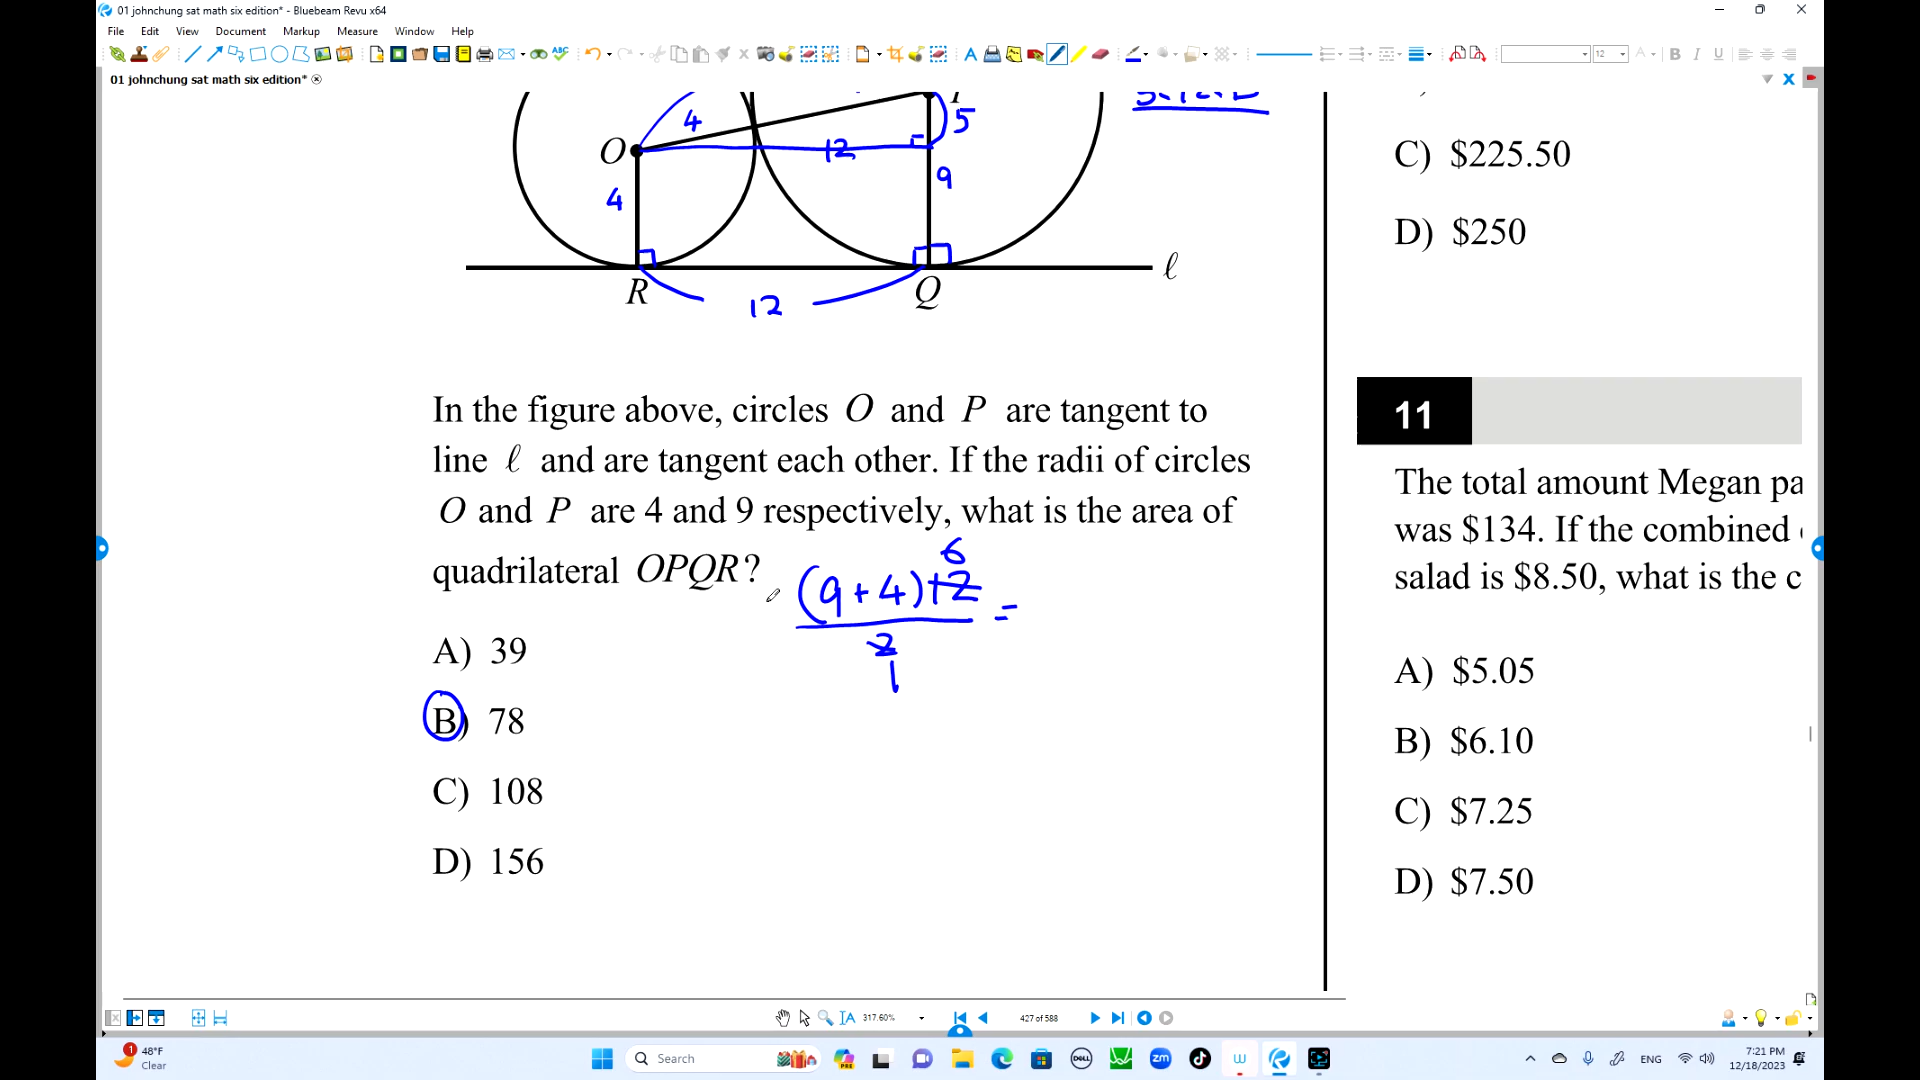 01 johnchung sat math six edition* - Bluebeam Revu x64
File Edit View Document Markup Measure Window Help
12
01 johnchung sat math six edition*
O
4
12
5
4
9
R
12
Q
ℓ
In the figure above, circles O and P are tangent to
line ℓ and are tangent each other. If the radii of circles
O and P are 4 and 9 respectively, what is the area of
quadrilateral OPQR?
6
(9+4)12 =
2
1
A) 39
B) 78
C) 108
D) 156
C) $225.50
D) $250
11
The total amount Megan pa
was $134. If the combined
salad is $8.50, what is the c
A) $5.05
B) $6.10
C) $7.25
D) $7.50
317.60%
427 of 588
1
48°F
Clear
Search
PRE
DELL
zm
ENG
7:21 PM
12/18/2023